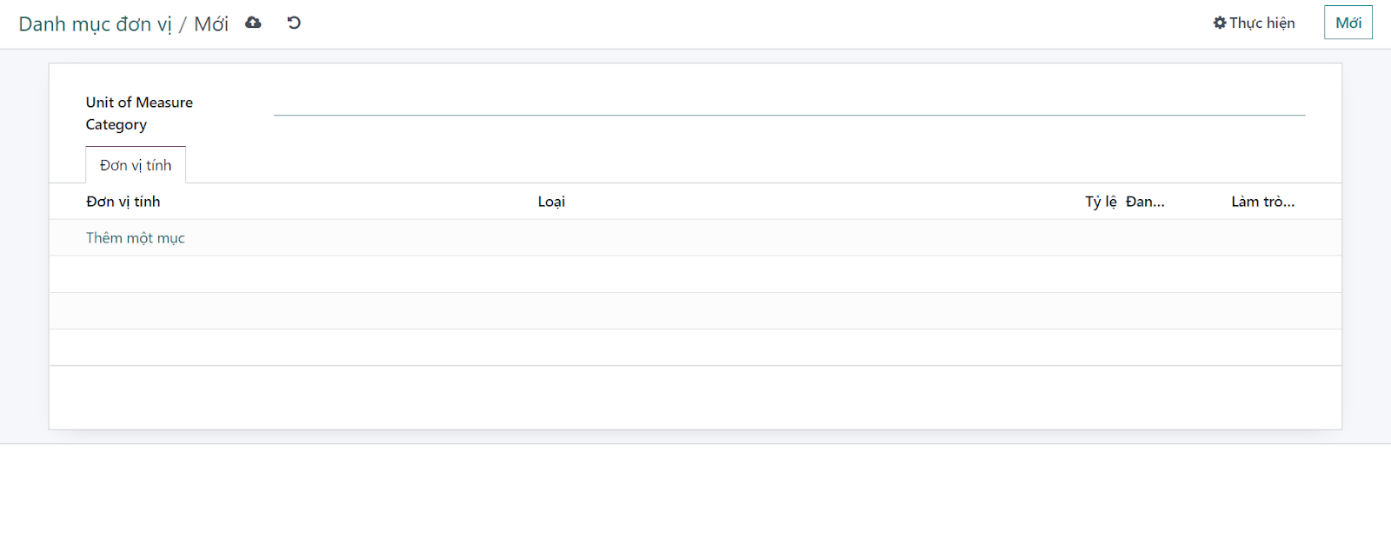 Danh mục đơn vị / Mới
Thực hiện
Mới
Unit of Measure
Category
Đơn vị tính
Đơn vị tính Loại Tỷ lệ Đan... Làm trò...
Thêm một mục